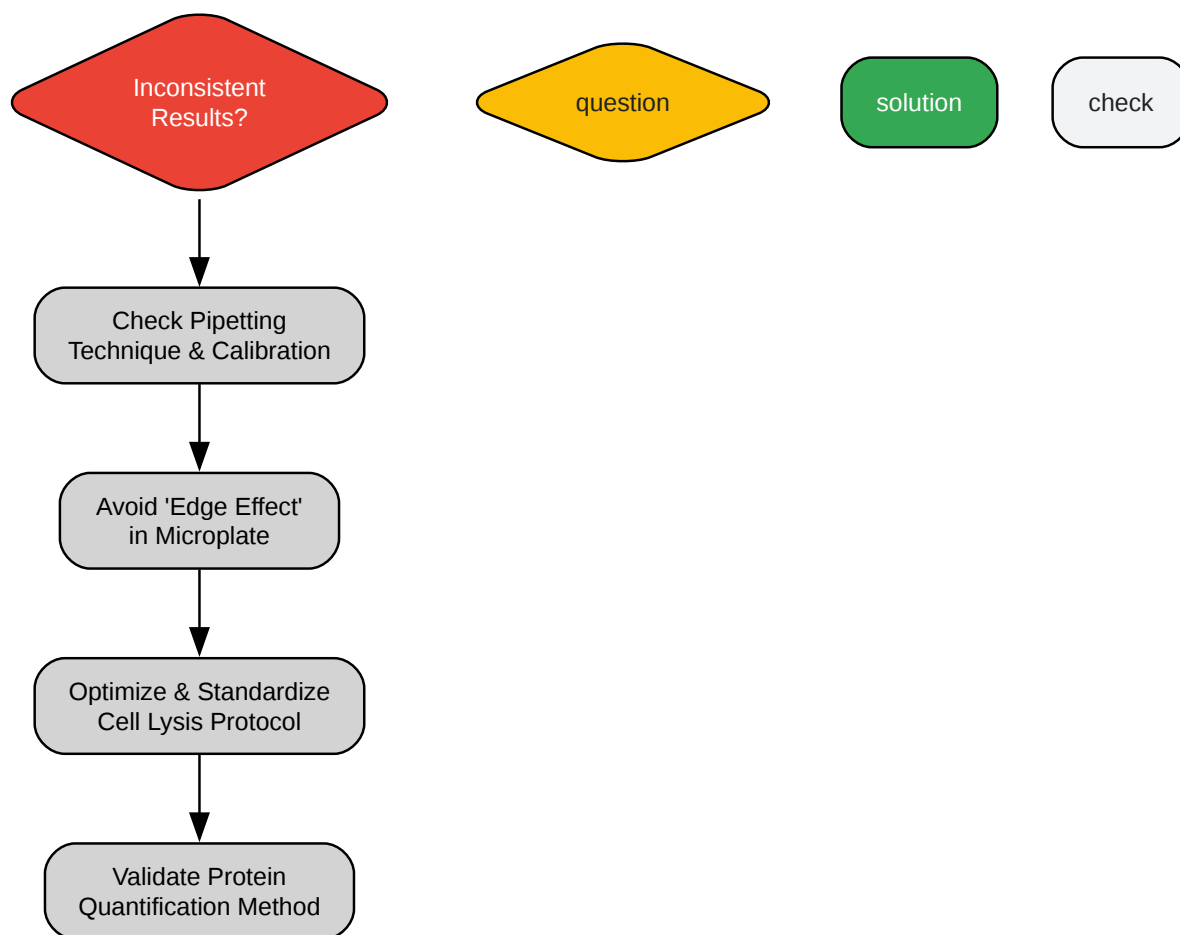 Inconsistent
Results?
question
solution
check
Check Pipetting
Technique & Calibration
Avoid 'Edge Effect'
in Microplate
Optimize & Standardize
Cell Lysis Protocol
Validate Protein
Quantification Method